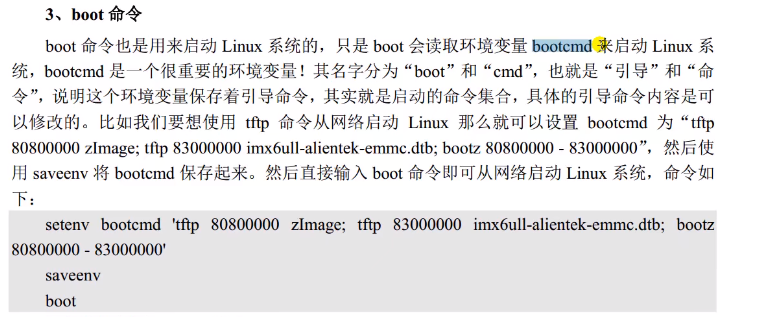 3、boot 命令
boot 命令也是用来启动 Linux 系统的，只是 boot 会读取环境变量 bootcmd 来启动 Linux 系
统，bootcmd 是一个很重要的环境变量！其名字分为“boot”和“cmd”，也就是“引导”和“命
令”，说明这个环境变量保存着引导命令，其实就是启动的命令集合，具体的引导命令内容是可
以修改的。比如我们要想使用 tftp 命令从网络启动 Linux 那么就可以设置 bootcmd 为“tftp
80800000 zImage; tftp 83000000 imx6ull-alientek-emmc.dtb; bootz 80800000 - 83000000”，然后使
用 saveenv 将 bootcmd 保存起来。然后直接输入 boot 命令即可从网络启动 Linux 系统，命令如
下：
setenv bootcmd 'tftp 80800000 zImage; tftp 83000000 imx6ull-alientek-emmc.dtb; bootz
80800000 - 83000000'
saveenv
boot